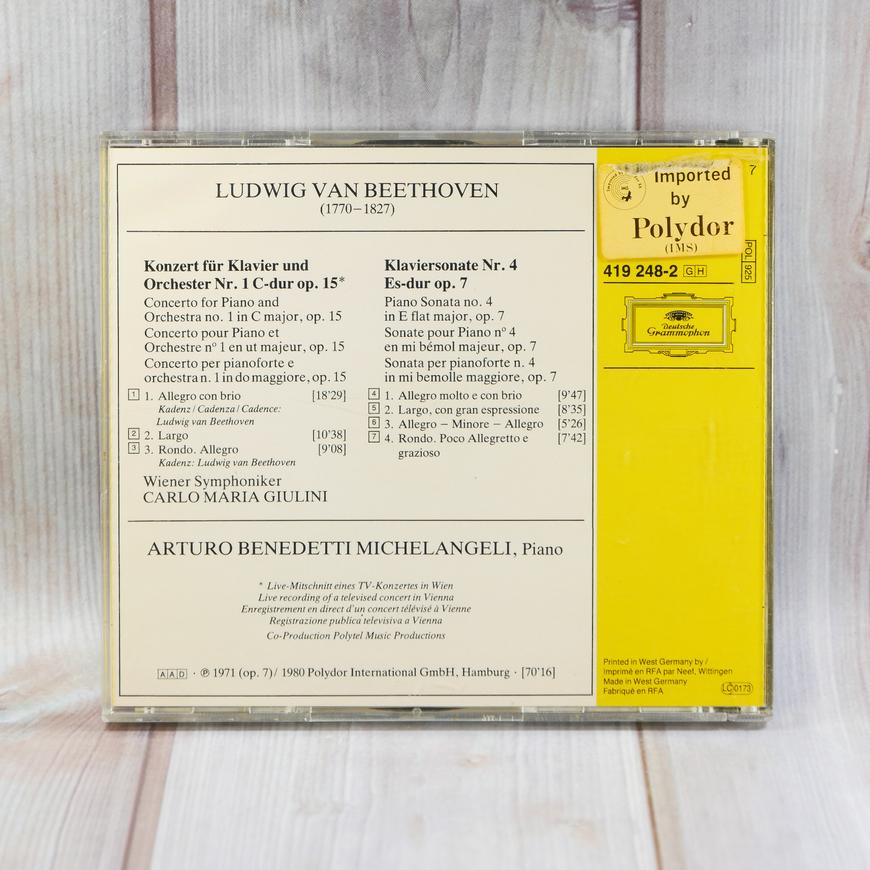 LUDWIG VAN BEETHOVEN
(1770–1827)
Konzert für Klavier und
Orchester Nr. 1 C-dur op. 15*
Concerto for Piano and
Orchestra no. 1 in C major, op. 15
Concerto pour Piano et
Orchestre nº 1 en ut majeur, op. 15
Concerto per pianoforte e
orchestra n. 1 in do maggiore, op. 15
1 1. Allegro con brio [18'29]
Kadenz / Cadenza / Cadence:
Ludwig van Beethoven
2 2. Largo [10'38]
3 3. Rondo. Allegro [9'08]
Kadenz: Ludwig van Beethoven
Wiener Symphoniker
CARLO MARIA GIULINI
Klaviersonate Nr. 4
Es-dur op. 7
Piano Sonata no. 4
in E flat major, op. 7
Sonate pour Piano nº 4
en mi bémol majeur, op. 7
Sonata per pianoforte n. 4
in mi bemolle maggiore, op. 7
4 1. Allegro molto e con brio [9'47]
5 2. Largo, con gran espressione [8'35]
6 3. Allegro – Minore – Allegro [5'26]
7 4. Rondo. Poco Allegretto e [7'42]
grazioso
ARTURO BENEDETTI MICHELANGELI, Piano
* Live-Mitschnitt eines TV-Konzertes in Wien
Live recording of a televised concert in Vienna
Enregistrement en direct d'un concert télévisé à Vienne
Registrazione publica televisiva a Vienna
Co-Production Polytel Music Productions
AAD · ℗ 1971 (op. 7) / 1980 Polydor International GmbH, Hamburg · [70'16]
7
Imported
by
Polydor
(IMS)
POL 925
419 248-2 GH
Deutsche
Grammophon
Printed in West Germany by /
Imprimé en RFA par Neef, Wittingen
Made in West Germany
Fabriqué en RFA
LC 0173